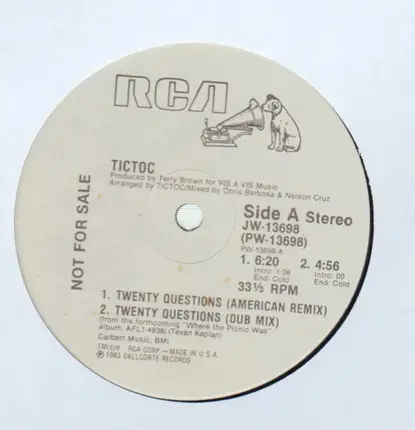 RCA
TICTOC
Produced by Terry Brown for VIS A VIS Music
Arranged by TICTOC/Mixed by Chris Barbosa & Nelson Cruz
NOT FOR SALE
Side A Stereo
JW-13698
(PW-13698)
PW-13698-A
1. 6:20 2. 4:56
Intro: 1:08 Intro: 00
End: Cold End: Cold
33⅓ RPM
1. TWENTY QUESTIONS (AMERICAN REMIX)
2. TWENTY QUESTIONS (DUB MIX)
(from the forthcoming "Where the Picnic Was"
album, AFL1-4938) (Tevan Kaplan)
Carbert Music, BMI
TM(s)® RCA CORP.—MADE IN U.S.A.
℗ 1983 DALLCORTE RECORDS